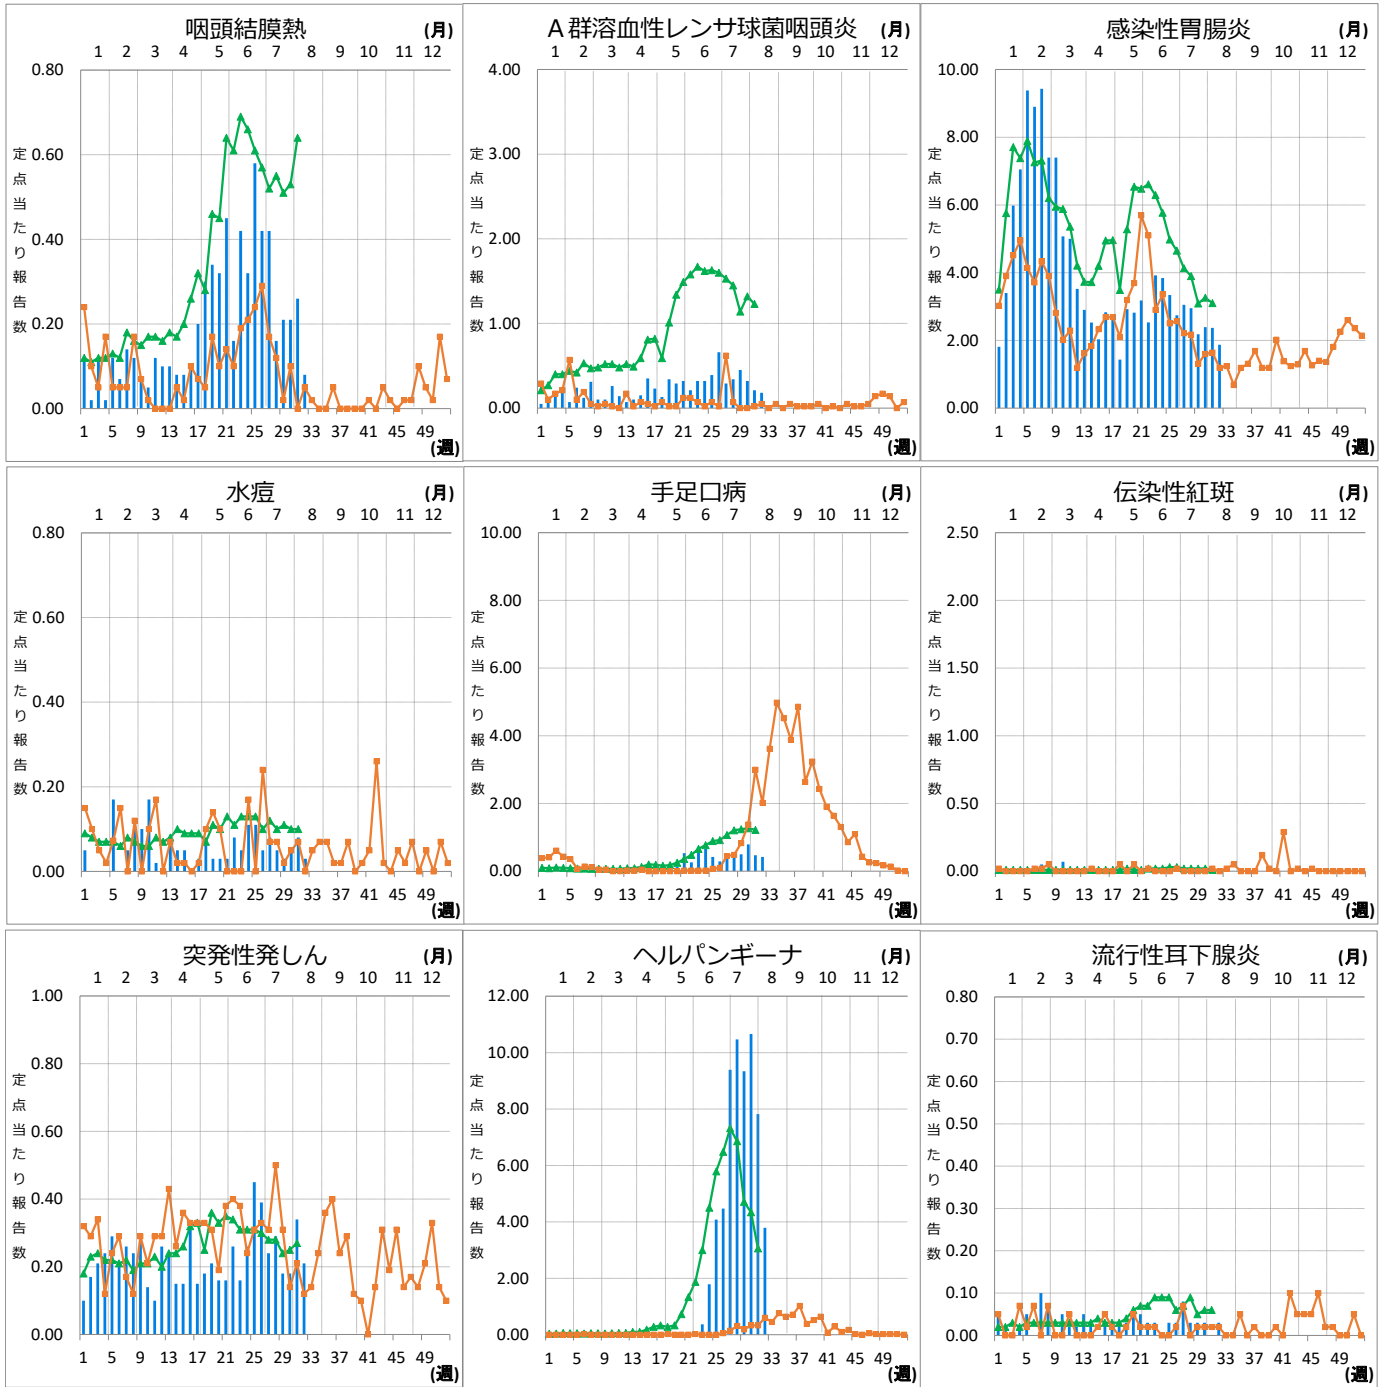 咽頭結膜熱 (月)
1 2 3 4 5 6 7 8 9 10 11 12
定点当たり報告数
0.80
0.60
0.40
0.20
0.00
1 5 9 13 17 21 25 29 33 37 41 45 49
(週)
A群溶血性レンサ球菌咽頭炎 (月)
1 2 3 4 5 6 7 8 9 10 11 12
定点当たり報告数
4.00
3.00
2.00
1.00
0.00
1 5 9 13 17 21 25 29 33 37 41 45 49
(週)
感染性胃腸炎 (月)
1 2 3 4 5 6 7 8 9 10 11 12
定点当たり報告数
10.00
8.00
6.00
4.00
2.00
0.00
1 5 9 13 17 21 25 29 33 37 41 45 49
(週)
水痘 (月)
1 2 3 4 5 6 7 8 9 10 11 12
定点当たり報告数
0.80
0.60
0.40
0.20
0.00
1 5 9 13 17 21 25 29 33 37 41 45 49
(週)
手足口病 (月)
1 2 3 4 5 6 7 8 9 10 11 12
定点当たり報告数
10.00
8.00
6.00
4.00
2.00
0.00
1 5 9 13 17 21 25 29 33 37 41 45 49
(週)
伝染性紅斑 (月)
1 2 3 4 5 6 7 8 9 10 11 12
定点当たり報告数
2.50
2.00
1.50
1.00
0.50
0.00
1 5 9 13 17 21 25 29 33 37 41 45 49
(週)
突発性発しん (月)
1 2 3 4 5 6 7 8 9 10 11 12
定点当たり報告数
1.00
0.80
0.60
0.40
0.20
0.00
1 5 9 13 17 21 25 29 33 37 41 45 49
(週)
ヘルパンギーナ (月)
1 2 3 4 5 6 7 8 9 10 11 12
定点当たり報告数
12.00
10.00
8.00
6.00
4.00
2.00
0.00
1 5 9 13 17 21 25 29 33 37 41 45 49
(週)
流行性耳下腺炎 (月)
1 2 3 4 5 6 7 8 9 10 11 12
定点当たり報告数
0.80
0.70
0.60
0.50
0.40
0.30
0.20
0.10
0.00
1 5 9 13 17 21 25 29 33 37 41 45 49
(週)